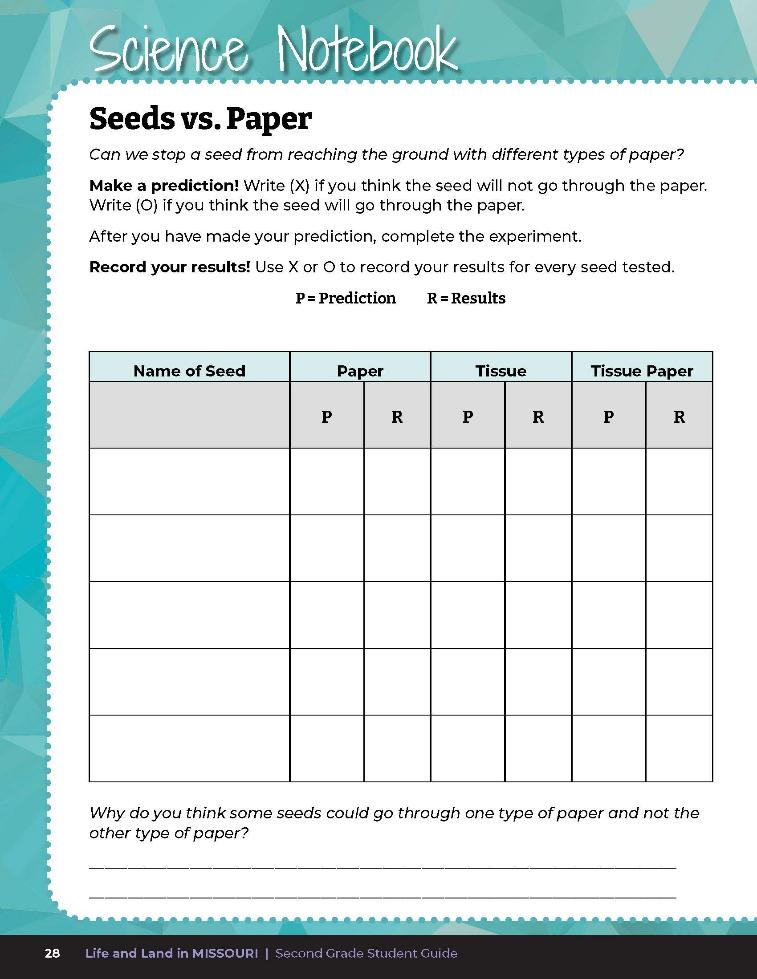 Science Notebook
Seeds vs. Paper
Can we stop a seed from reaching the ground with different types of paper?
Make a prediction! Write (X) if you think the seed will not go through the paper.
Write (O) if you think the seed will go through the paper.
After you have made your prediction, complete the experiment.
Record your results! Use X or O to record your results for every seed tested.
P = Prediction R = Results
Name of Seed Paper Tissue Tissue Paper
P R P R P R
Why do you think some seeds could go through one type of paper and not the
other type of paper?
28 Life and Land in MISSOURI | Second Grade Student Guide